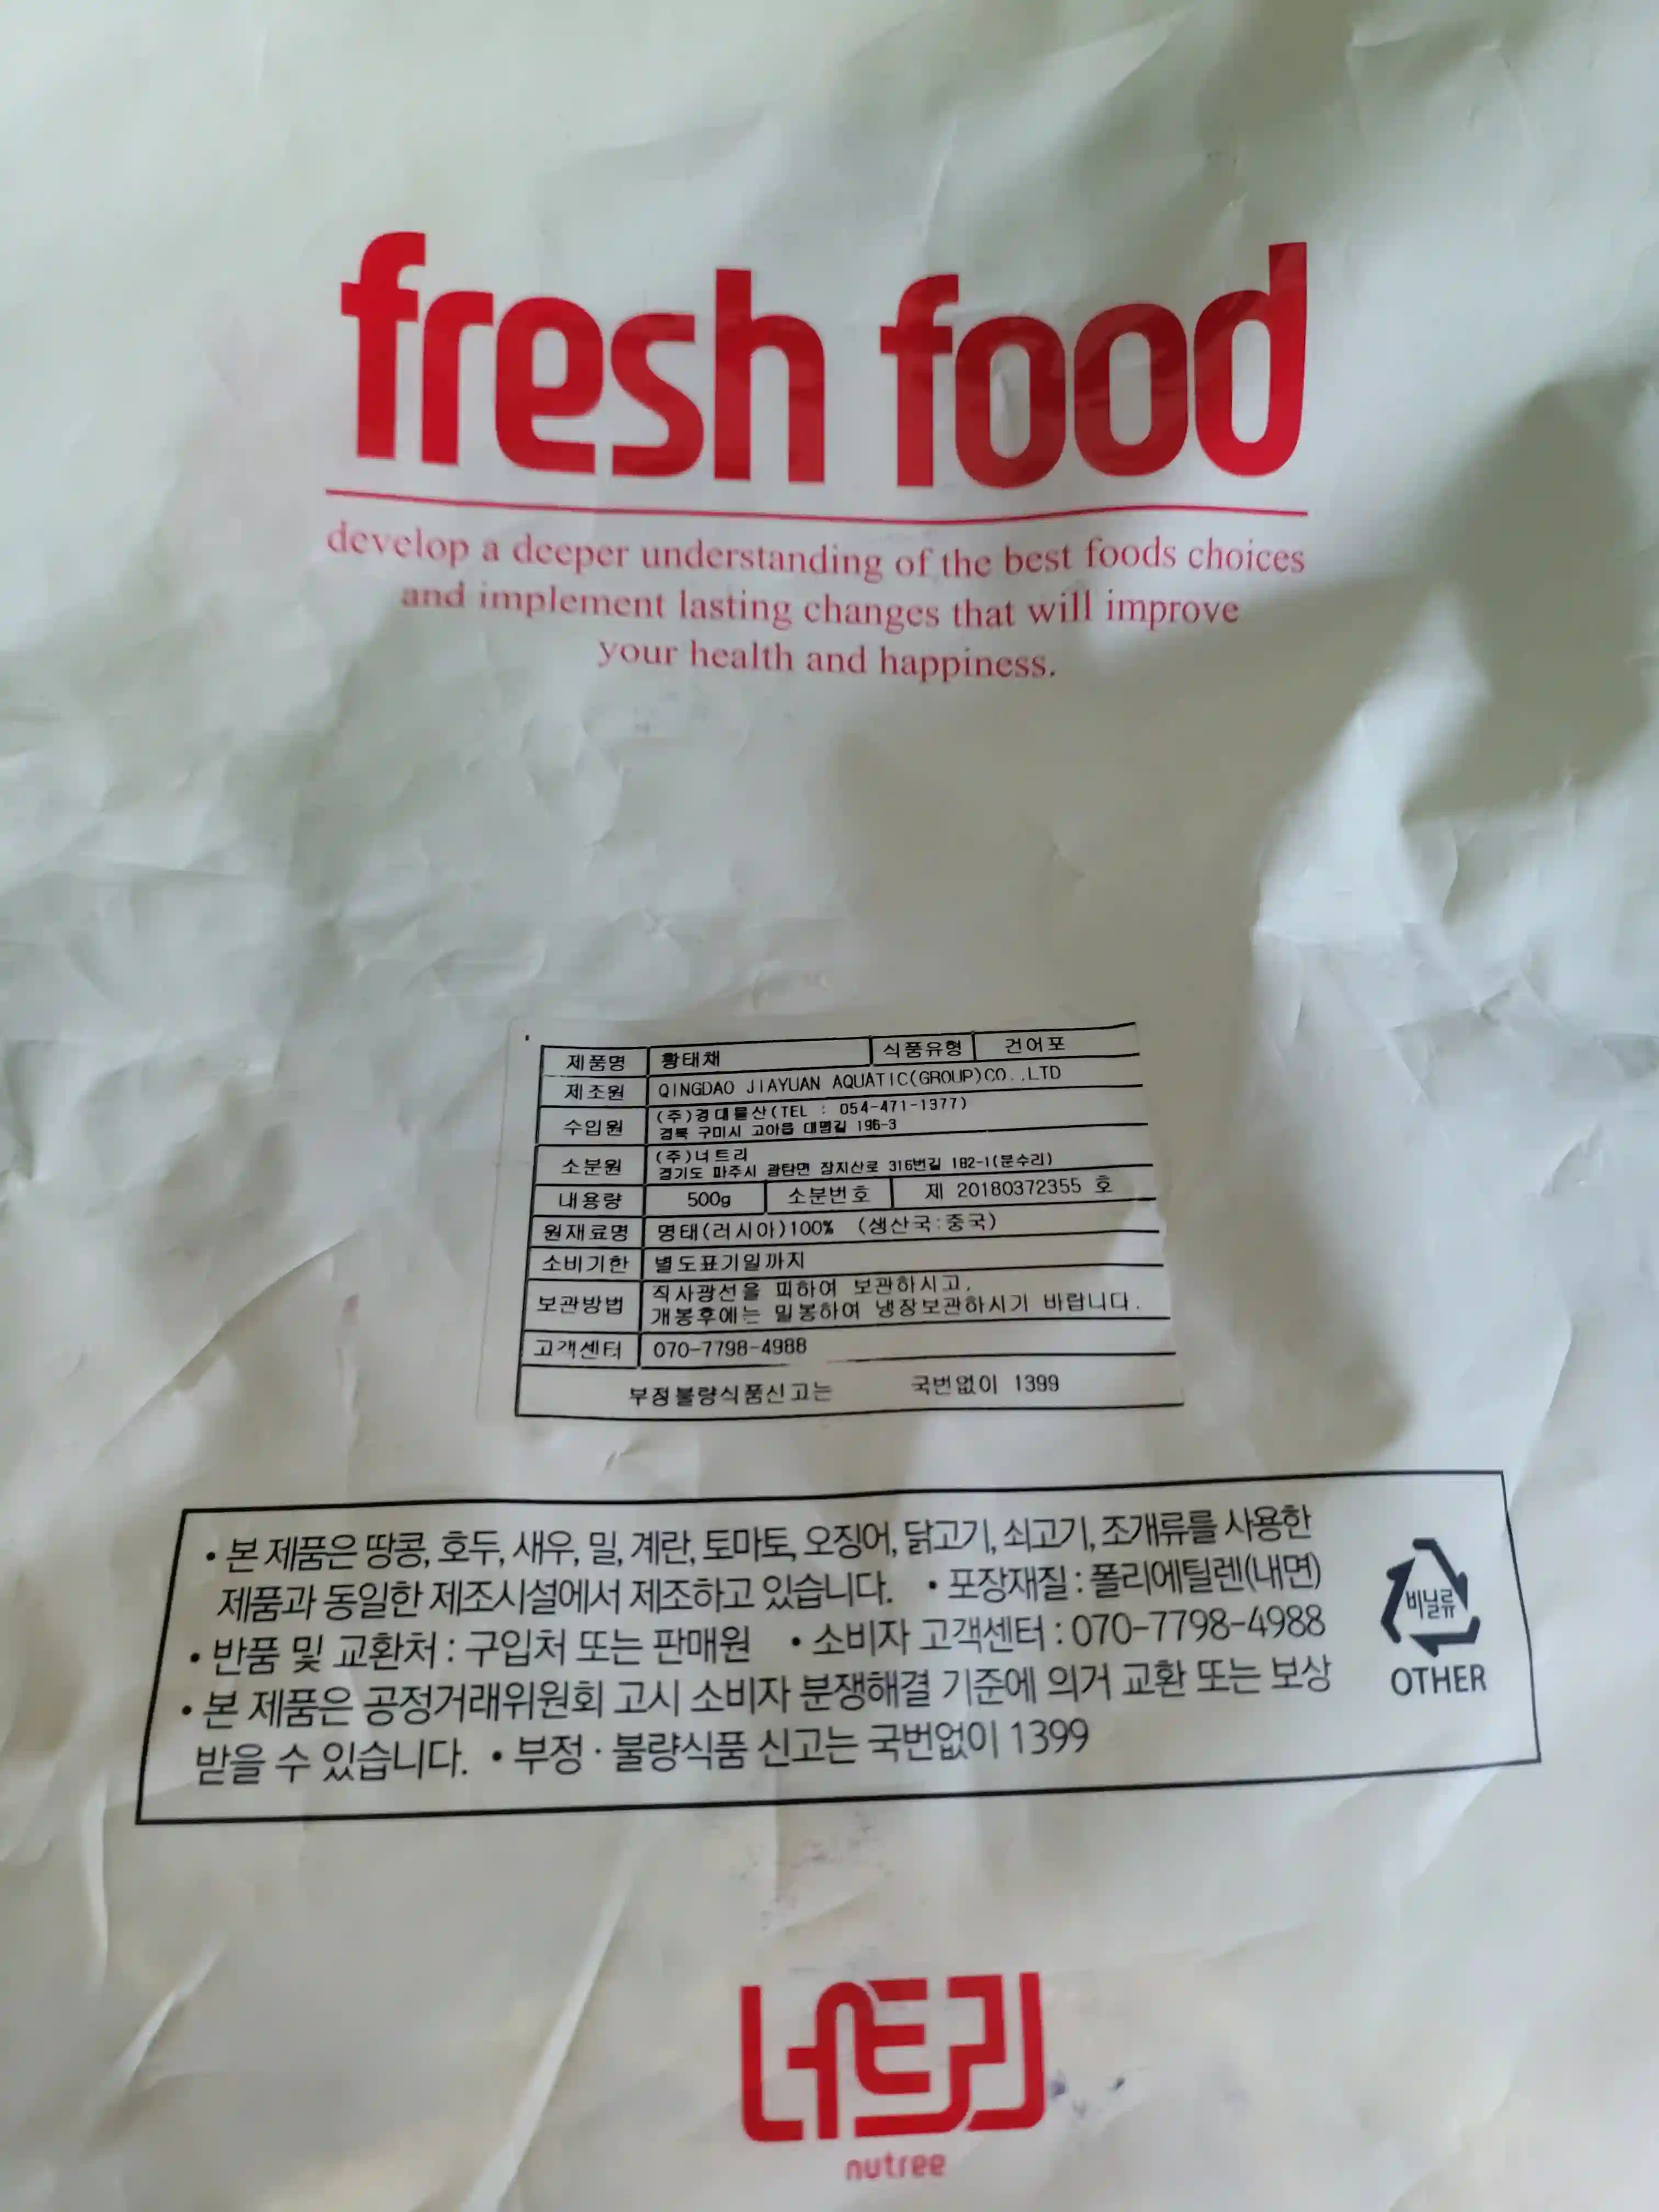 fresh food
develop a deeper understanding of the best foods choices
and implement lasting changes that will improve
your health and happiness.
제품명 황태채 식품유형 건어포
제조원 QINGDAO JIAYUAN AQUATIC(GROUP)CO.,LTD
수입원 (주)경대물산(TEL : 054-471-1377)
경북 구미시 고아읍 대명길 196-3
소분원 (주)너트리
경기도 파주시 광탄면 장지산로 316번길 182-1(분수리)
내용량 500g 소분번호 제 20180372355 호
원재료명 명태(러시아)100% (생산국:중국)
소비기한 별도표기일까지
보관방법 직사광선을 피하여 보관하시고,
개봉후에는 밀봉하여 냉장보관하시기 바랍니다.
고객센터 070-7798-4988
부정불량식품신고는 국번없이 1399
• 본 제품은 땅콩, 호두, 새우, 밀, 계란, 토마토, 오징어, 닭고기, 쇠고기, 조개류를 사용한
제품과 동일한 제조시설에서 제조하고 있습니다. • 포장재질 : 폴리에틸렌(내면)
• 반품 및 교환처 : 구입처 또는 판매원 • 소비자 고객센터 : 070-7798-4988
• 본 제품은 공정거래위원회 고시 소비자 분쟁해결 기준에 의거 교환 또는 보상
받을 수 있습니다. • 부정 · 불량식품 신고는 국번없이 1399
비닐류
OTHER
너트리
nutree